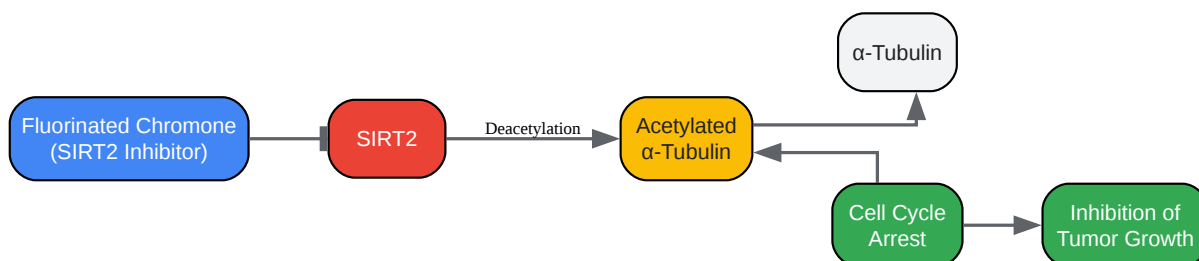 α-Tubulin
Fluorinated Chromone
(SIRT2 Inhibitor)
SIRT2
Deacetylation
Acetylated
α-Tubulin
Cell Cycle
Arrest
Inhibition of
Tumor Growth